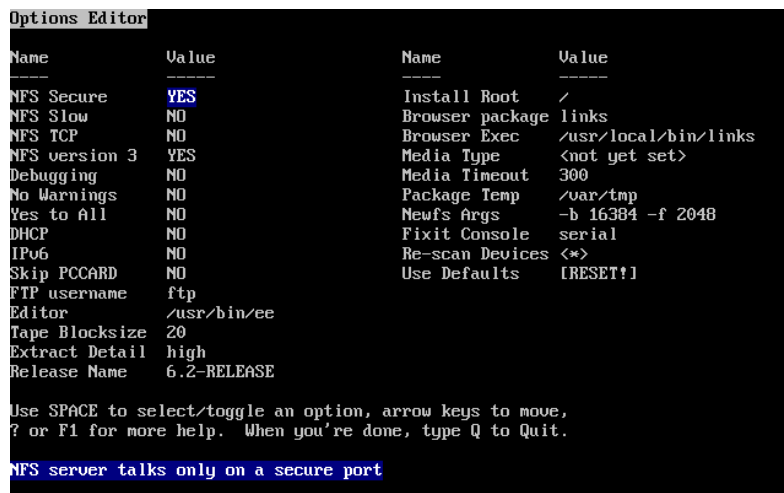 Options Editor
Name Value Name Value
---- ----- ---- -----
NFS Secure YES Install Root /
NFS Slow NO Browser package links
NFS TCP NO Browser Exec /usr/local/bin/links
NFS version 3 YES Media Type <not yet set>
Debugging NO Media Timeout 300
No Warnings NO Package Temp /var/tmp
Yes to All NO Newfs Args -b 16384 -f 2048
DHCP NO Fixit Console serial
IPv6 NO Re-scan Devices <*>
Skip PCCARD NO Use Defaults [RESET!]
FTP username ftp
Editor /usr/bin/ee
Tape Blocksize 20
Extract Detail high
Release Name 6.2-RELEASE
Use SPACE to select/toggle an option, arrow keys to move,
? or F1 for more help. When you're done, type Q to Quit.
NFS server talks only on a secure port